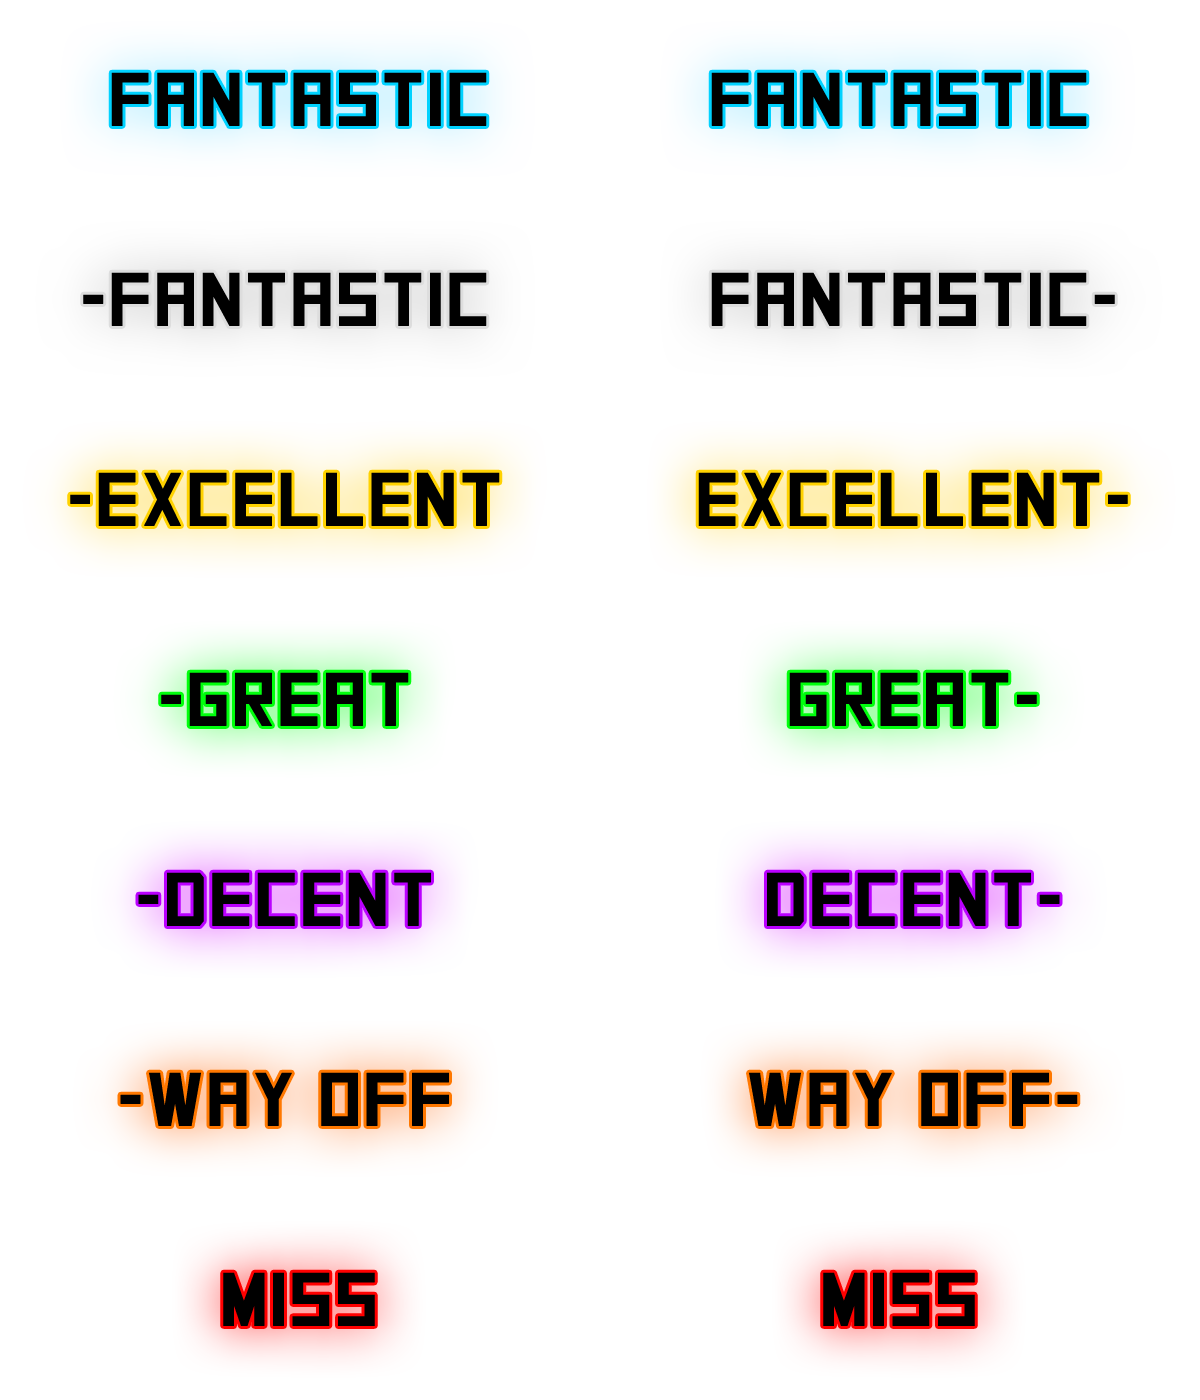 FANTASTIC FANTASTIC
-FANTASTIC FANTASTIC-
-EXCELLENT EXCELLENT-
-GREAT GREAT-
-DECENT DECENT-
-WAY OFF WAY OFF-
MISS MISS